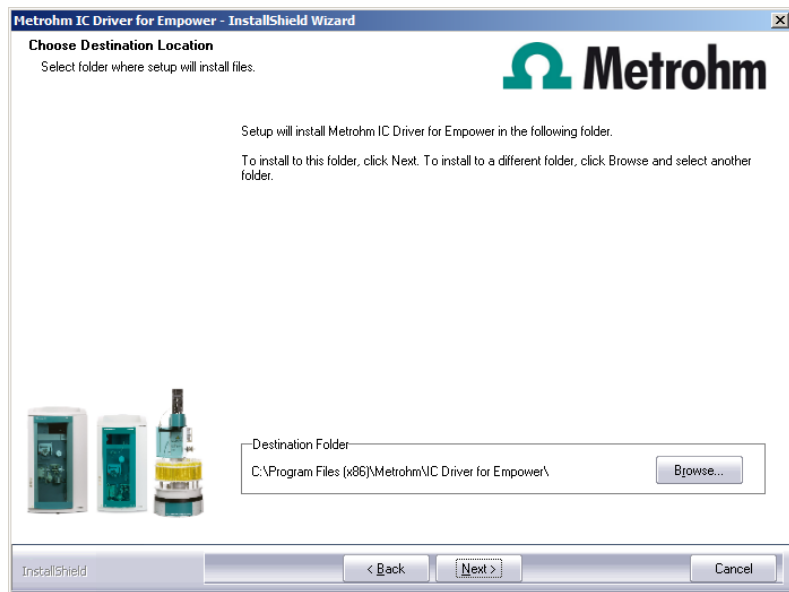 Metrohm IC Driver for Empower - InstallShield Wizard
Choose Destination Location
Select folder where setup will install files.
Metrohm
Setup will install Metrohm IC Driver for Empower in the following folder.
To install to this folder, click Next. To install to a different folder, click Browse and select another
folder.
Destination Folder
C:\Program Files (x86)\Metrohm\IC Driver for Empower\
Browse...
InstallShield
< Back
Next >
Cancel